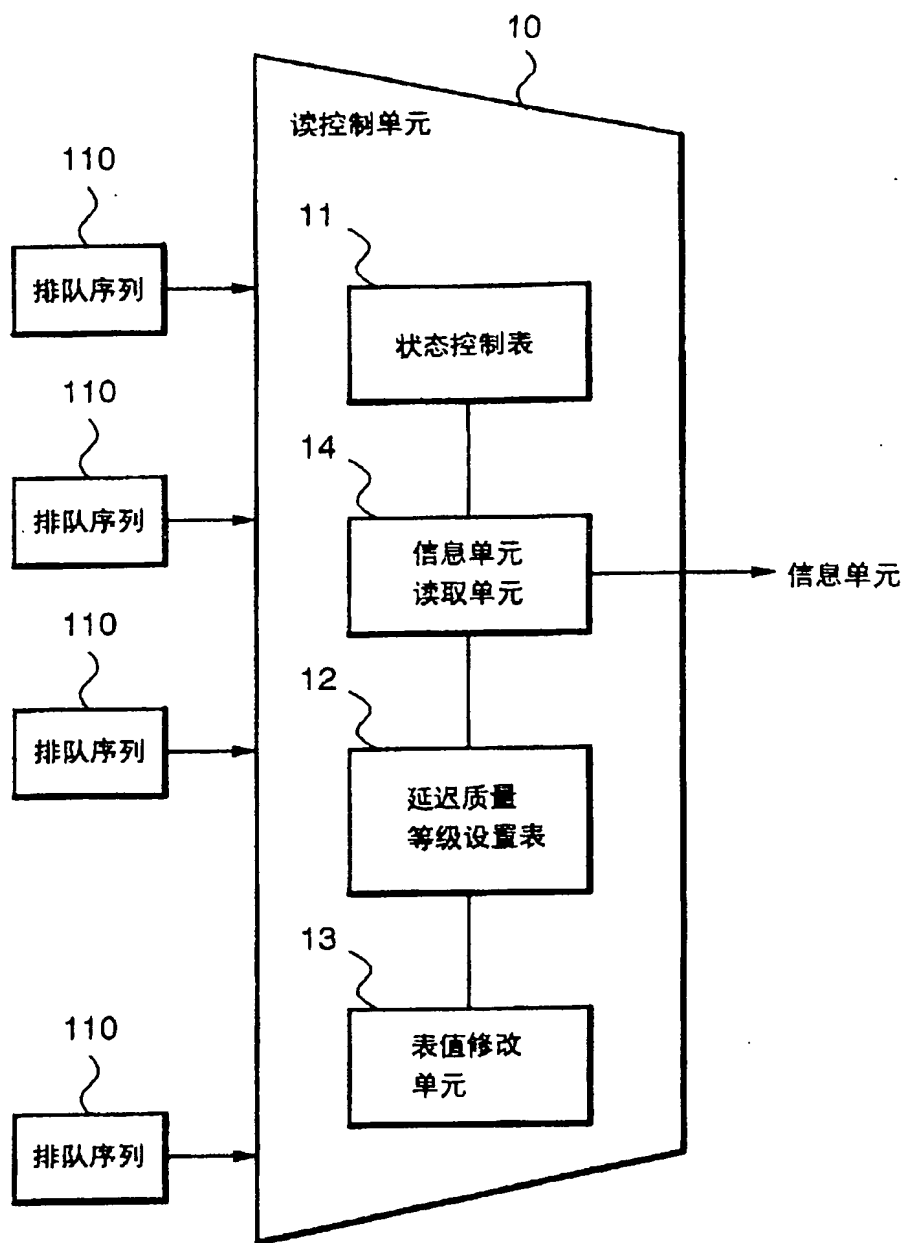 10
读控制单元
110
排队序列
11
状态控制表
110
排队序列
14
信息单元
读取单元
信息单元
110
排队序列
12
延迟质量
等级设置表
13
表值修改
单元
110
排队序列